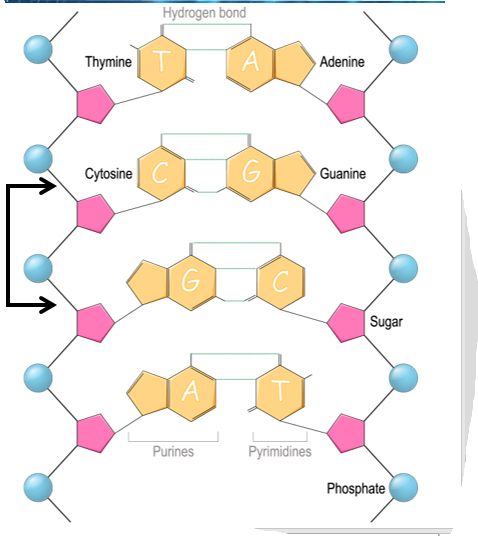 Hydrogen bond
Thymine T A Adenine
Cytosine C G Guanine
G C
Sugar
A T
Purines Pyrimidines
Phosphate